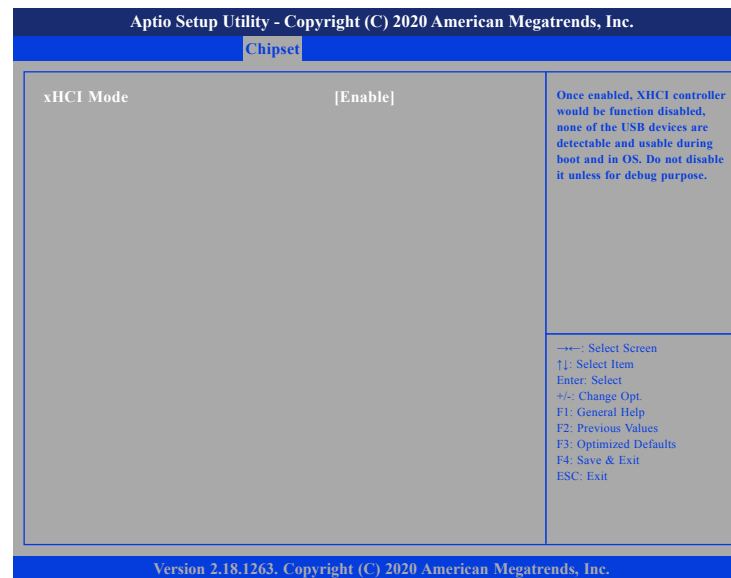 Aptio Setup Utility - Copyright (C) 2020 American Megatrends, Inc.
Chipset
xHCI Mode [Enable]
Once enabled, XHCI controller
would be function disabled,
none of the USB devices are
detectable and usable during
boot and in OS. Do not disable
it unless for debug purpose.
→←: Select Screen
↑↓: Select Item
Enter: Select
+/-: Change Opt.
F1: General Help
F2: Previous Values
F3: Optimized Defaults
F4: Save & Exit
ESC: Exit
Version 2.18.1263. Copyright (C) 2020 American Megatrends, Inc.